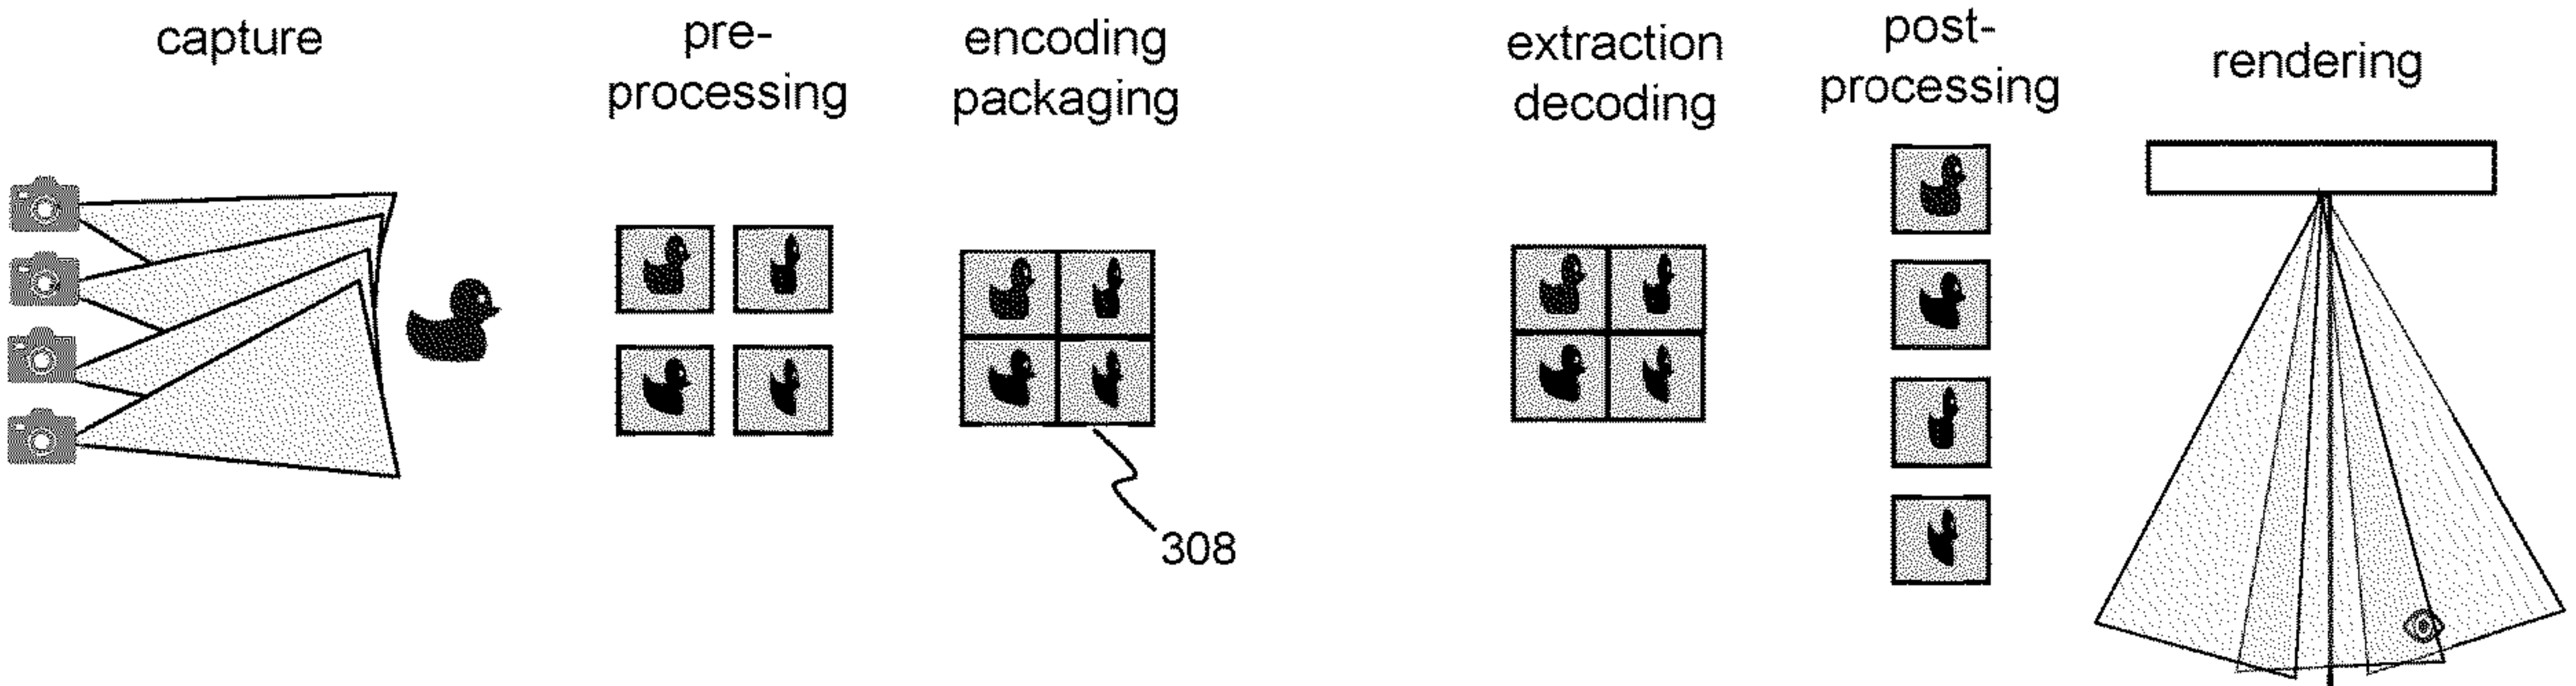 capture
pre-
processing
encoding
packaging
extraction
decoding
post-
processing
rendering
308